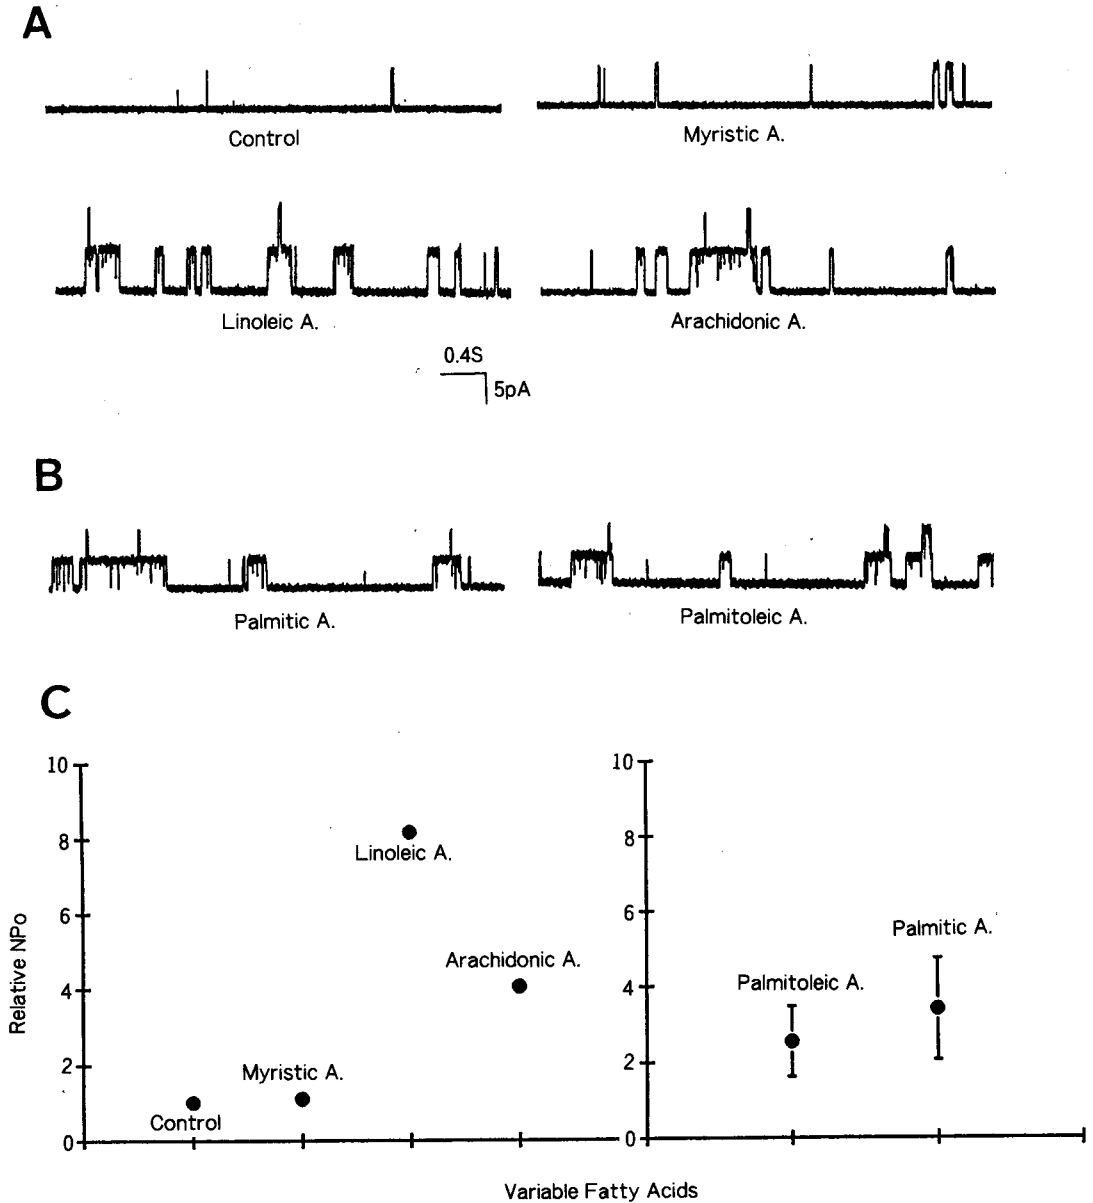 A
Control
Myristic A.
Linoleic A.
Arachidonic A.
0.4S
5pA
B
Palmitic A.
Palmitoleic A.
C
Relative NPo
10
8
6
4
2
0
Control
Myristic A.
Linoleic A.
Arachidonic A.
10
8
6
4
2
0
Palmitoleic A.
Palmitic A.
Variable Fatty Acids